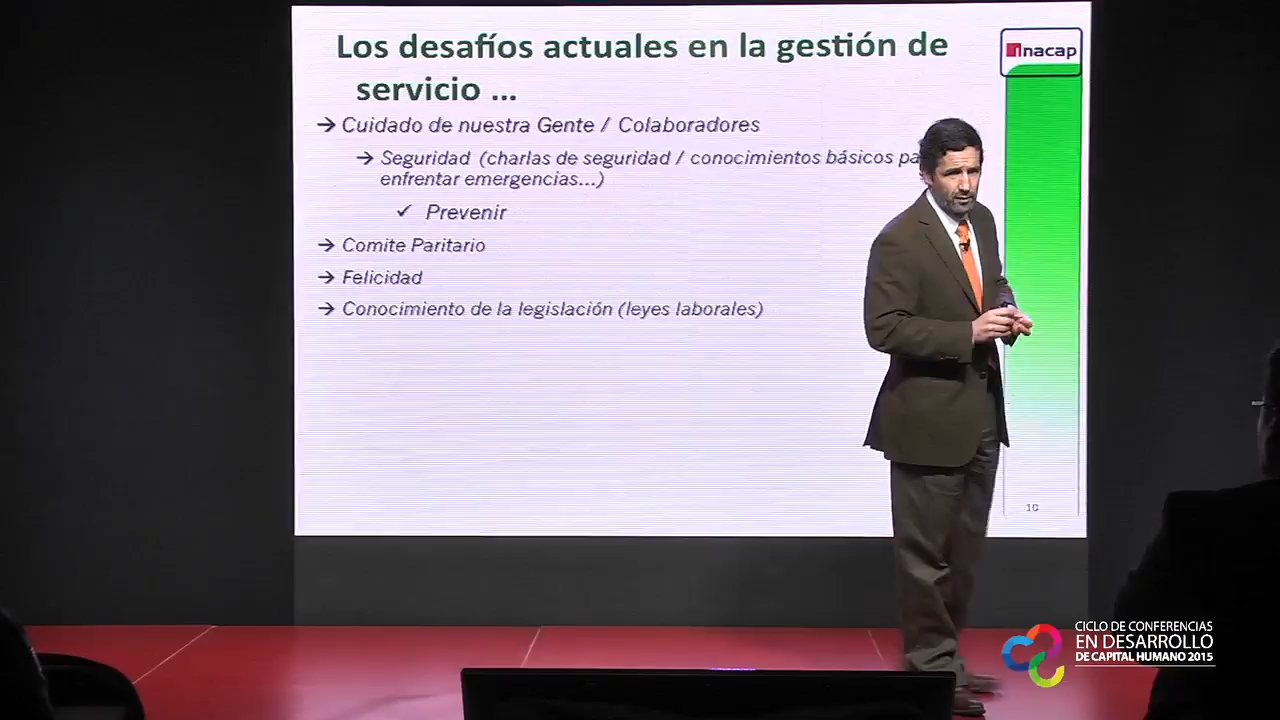 Los desafíos actuales en la gestión de
servicio ...
inacap
→ Cuidado de nuestra Gente / Colaboradores
→ Seguridad (charlas de seguridad / conocimientos básicos
enfrentar emergencias...)
✓ Prevenir
→ Comite Paritario
→ Felicidad
→ Conocimiento de la legislación (leyes laborales)
10
CICLO DE CONFERENCIAS
EN DESARROLLO
DE CAPITAL HUMANO 2015